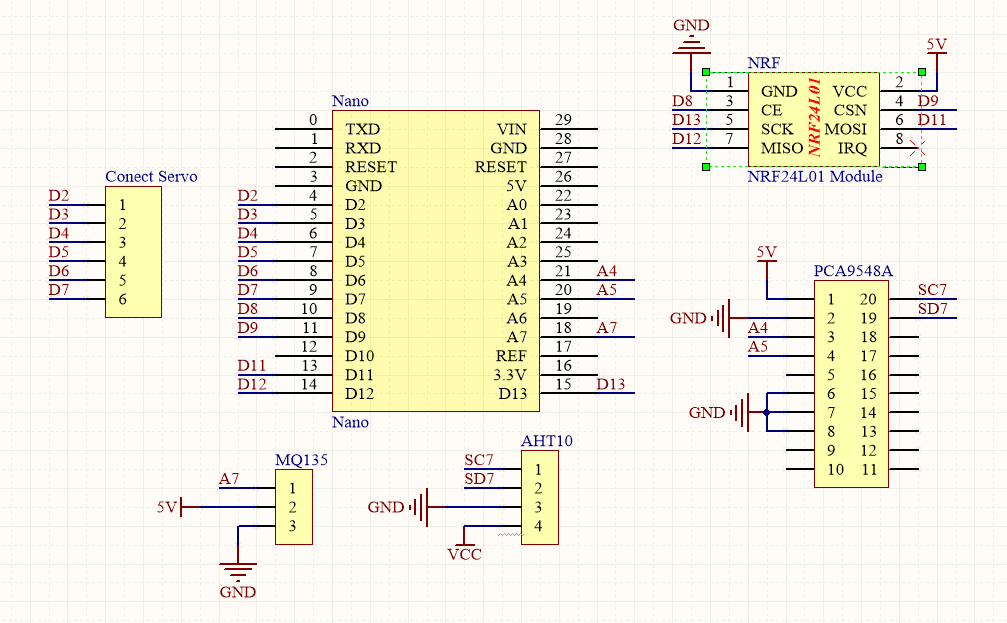 GND
5V
NRF
1 GND VCC 2
D8 3 CE CSN 4 D9
D13 5 SCK MOSI 6 D11
D12 7 MISO IRQ 8
NRF24L01
NRF24L01 Module
Nano
0 TXD VIN 29
1 RXD GND 28
2 RESET RESET 27
3 GND 5V 26
D2 4 D2 A0 22
D3 5 D3 A1 23
D4 6 D4 A2 24
D5 7 D5 A3 25
D6 8 D6 A4 21 A4
D7 9 D7 A5 20 A5
D8 10 D8 A6 19
D9 11 D9 A7 18 A7
12 D10 REF 17
D11 13 D11 3.3V 16
D12 14 D12 D13 15 D13
Nano
Conect Servo
D2 1
D3 2
D4 3
D5 4
D6 5
D7 6
5V
PCA9548A
1 20 SC7
GND 2 19 SD7
A4 3 18
A5 4 17
5 16
6 15
GND 7 14
8 13
9 12
10 11
MQ135
A7 1
5V 2
3
GND
AHT10
SC7 1
SD7 2
GND 3
4
VCC